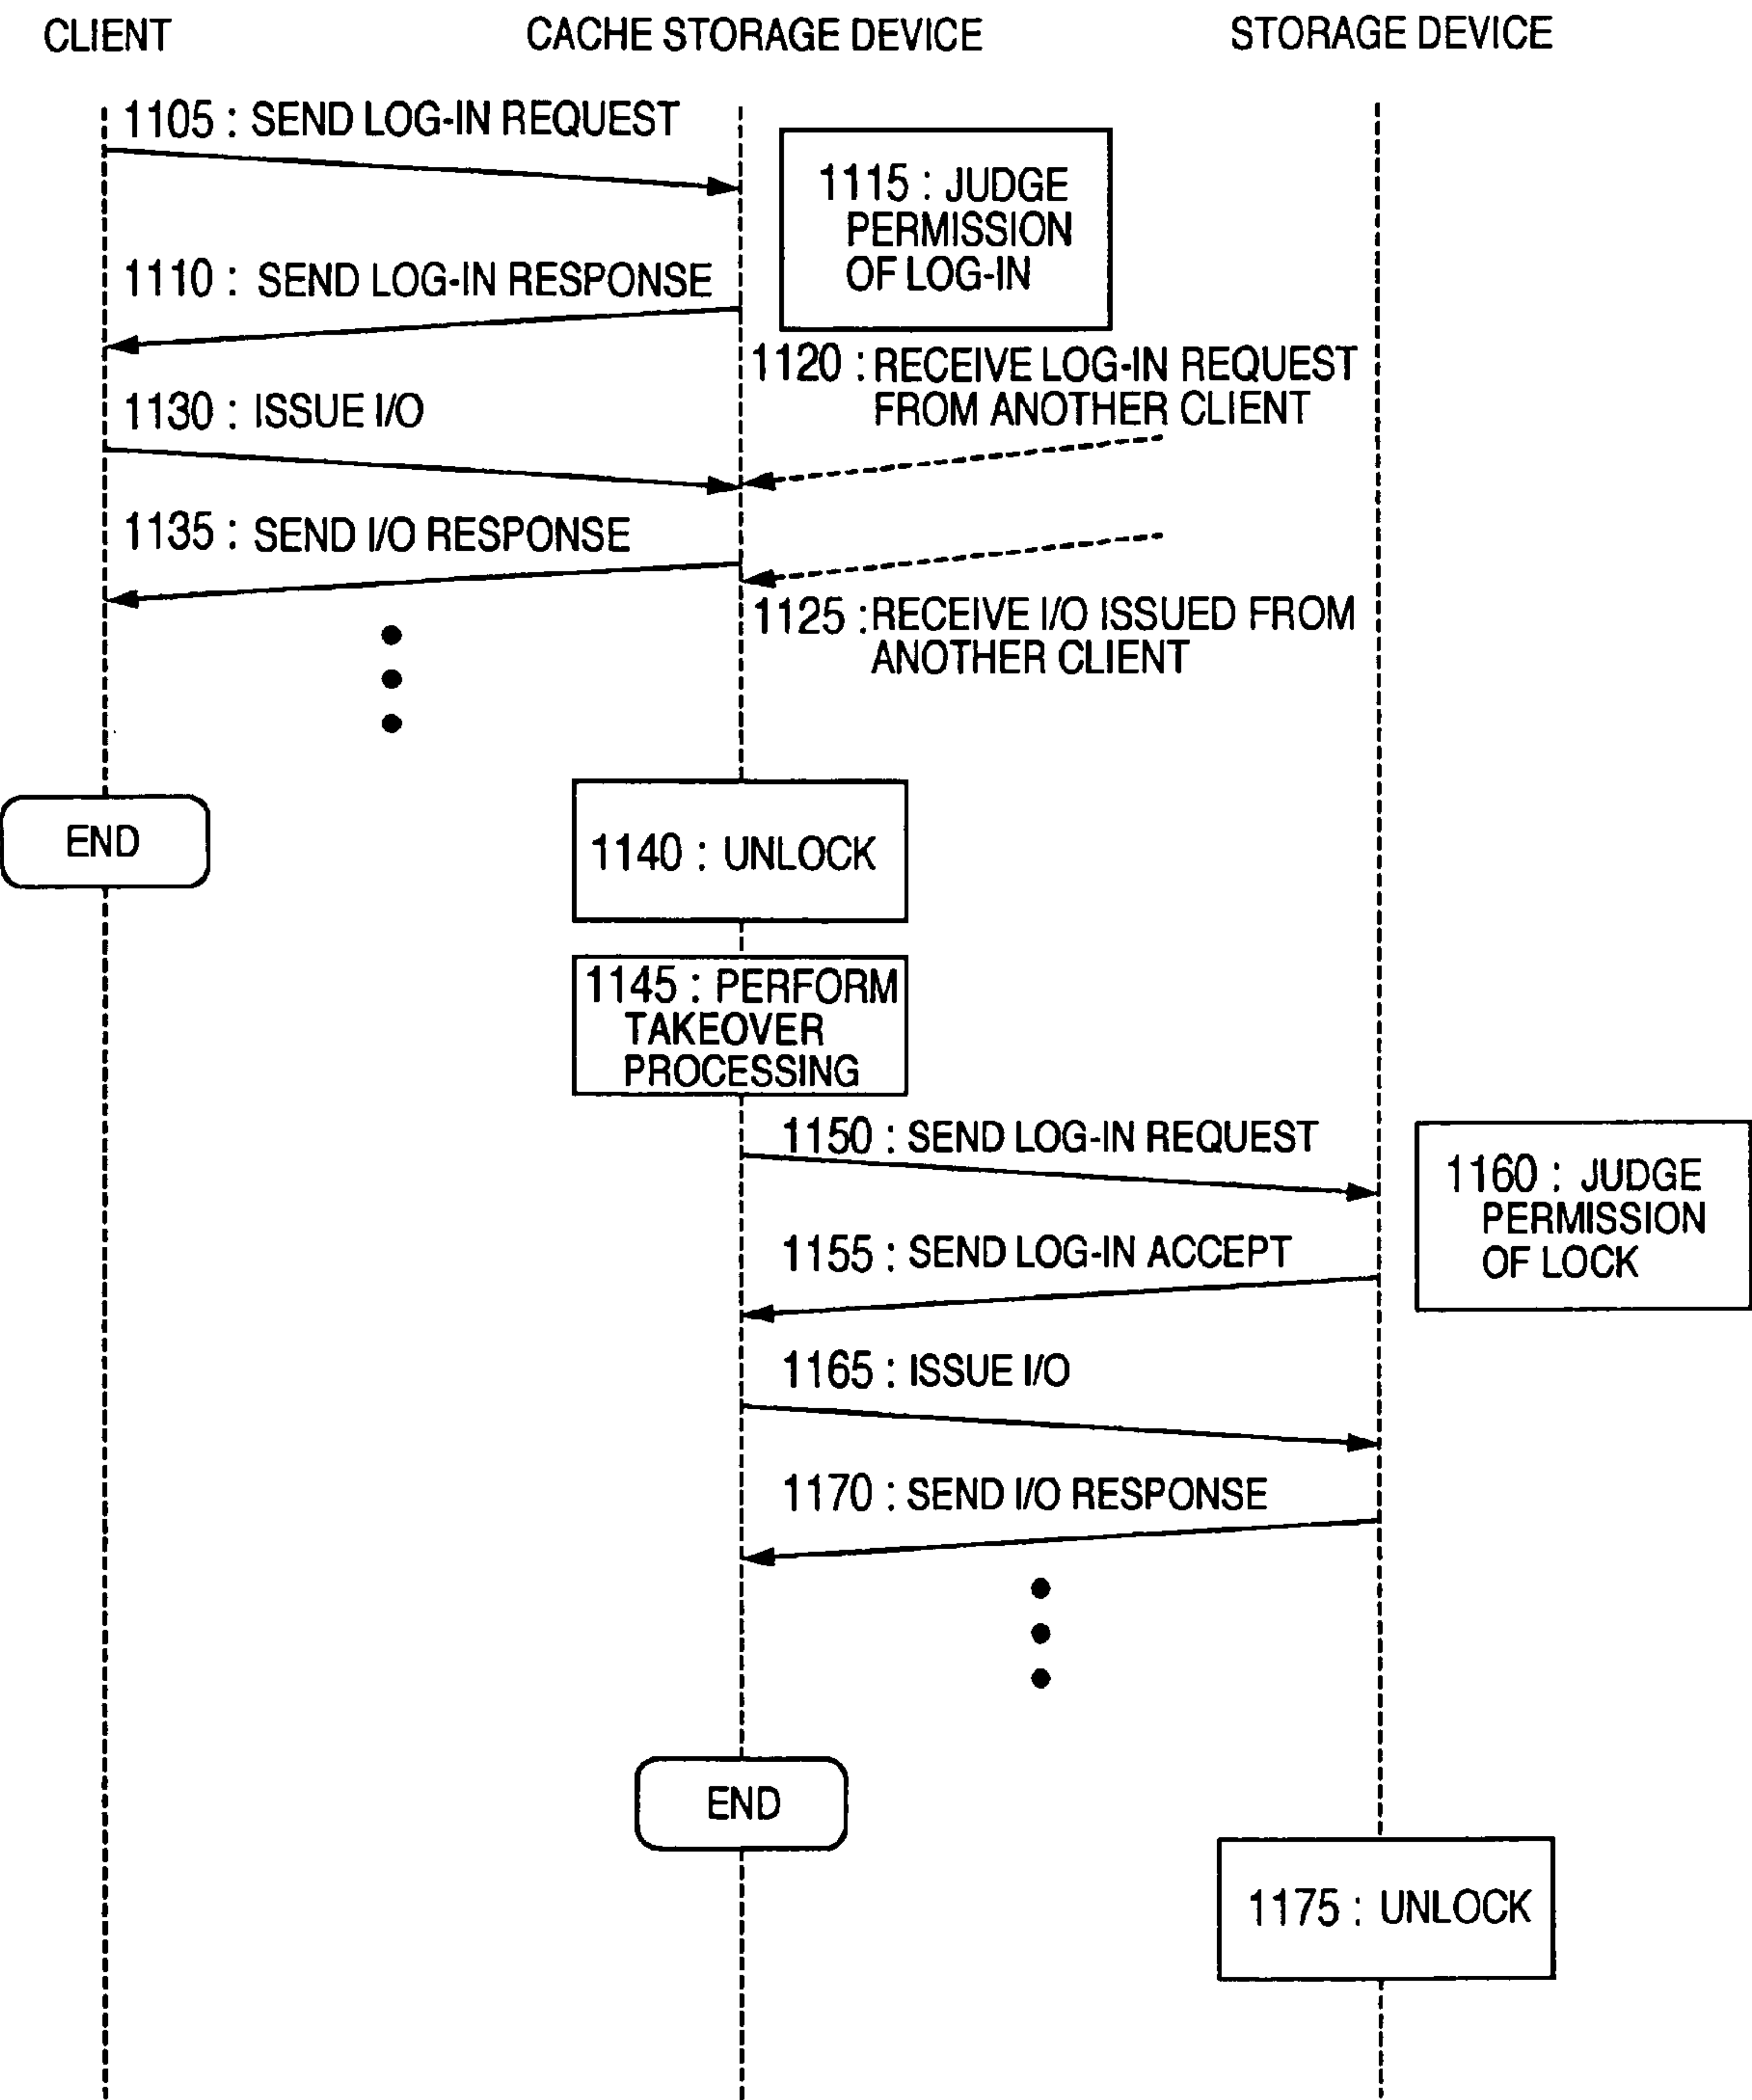 CLIENT
CACHE STORAGE DEVICE
STORAGE DEVICE
1105 : SEND LOG-IN REQUEST
1115 : JUDGE
PERMISSION
OF LOG-IN
1110 : SEND LOG-IN RESPONSE
1120 : RECEIVE LOG-IN REQUEST
FROM ANOTHER CLIENT
1130 : ISSUE I/O
1135 : SEND I/O RESPONSE
1125 : RECEIVE I/O ISSUED FROM
ANOTHER CLIENT
END
1140 : UNLOCK
1145 : PERFORM
TAKEOVER
PROCESSING
1150 : SEND LOG-IN REQUEST
1160 : JUDGE
PERMISSION
OF LOCK
1155 : SEND LOG-IN ACCEPT
1165 : ISSUE I/O
1170 : SEND I/O RESPONSE
END
1175 : UNLOCK